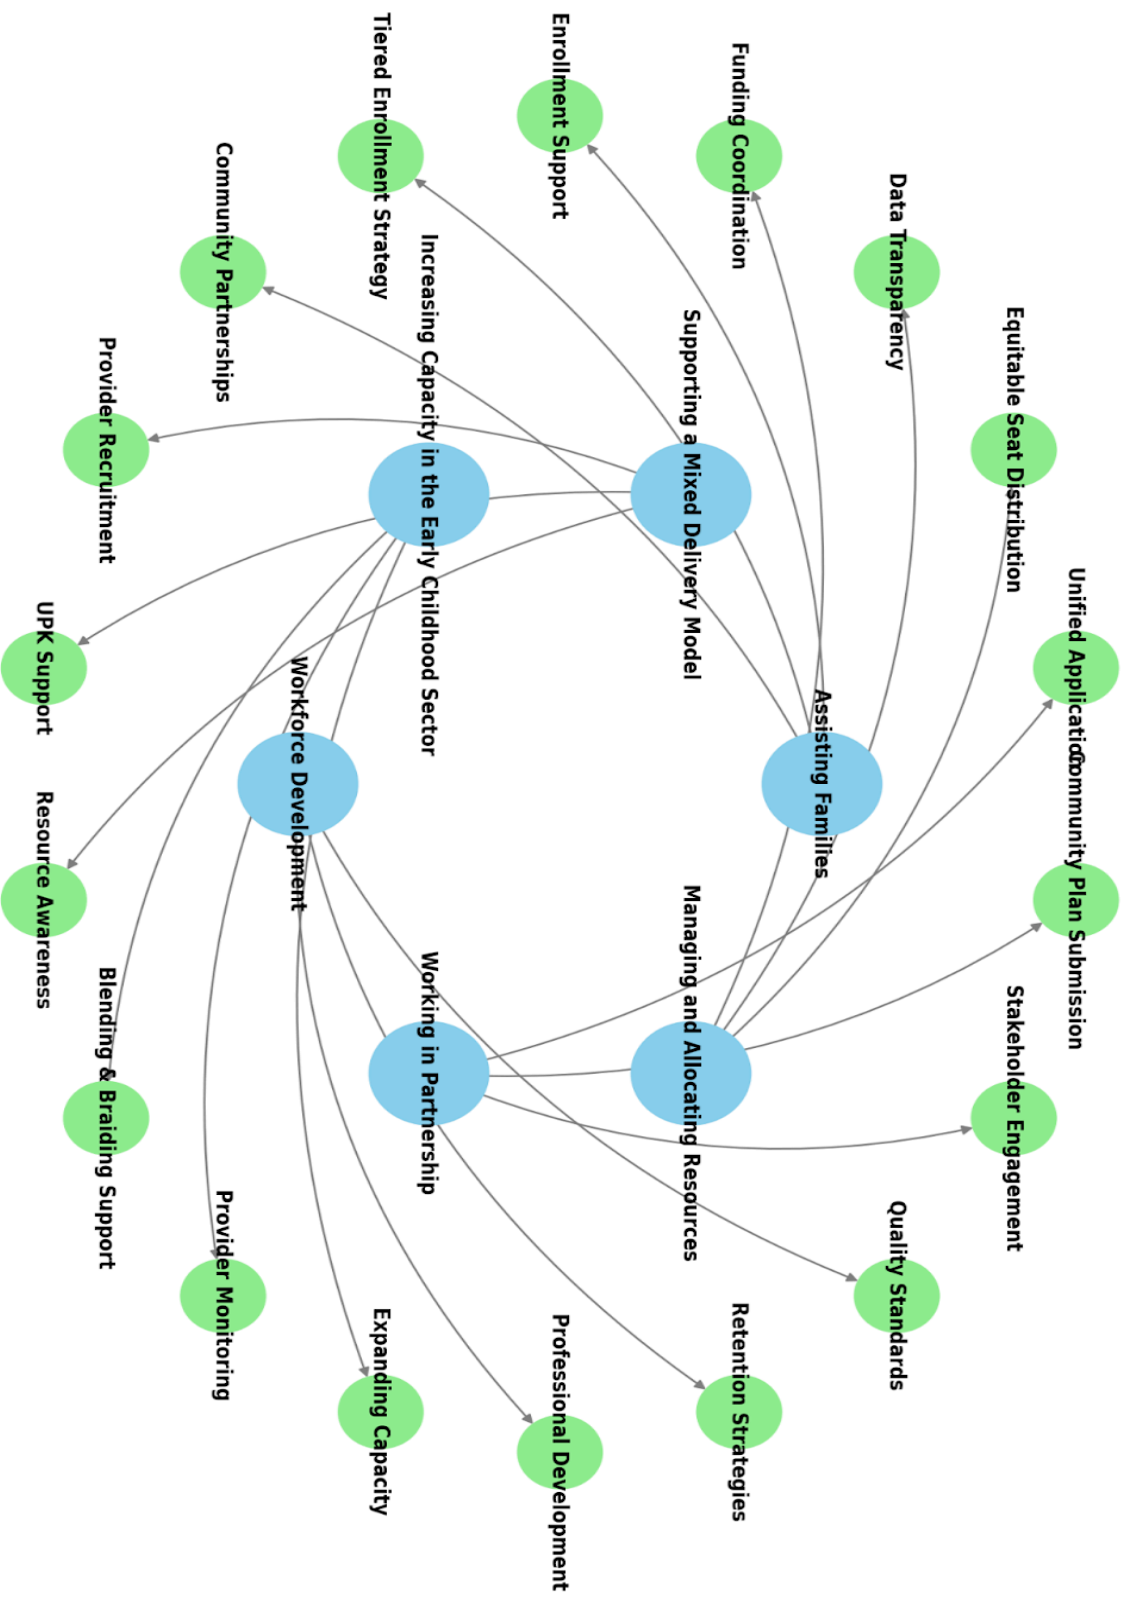 Unified Application
Community Plan Submission
Equitable Seat Distribution
Stakeholder Engagement
Data Transparency
Quality Standards
Assisting Families
Funding Coordination
Supporting a Mixed Delivery Model
Managing and Allocating Resources
Retention Strategies
Enrollment Support
Professional Development
Increasing Capacity in the Early Childhood Sector
Working in Partnership
Tiered Enrollment Strategy
Expanding Capacity
Workforce Development
Community Partnerships
Provider Monitoring
Provider Recruitment
Blending & Braiding Support
UPK Support
Resource Awareness